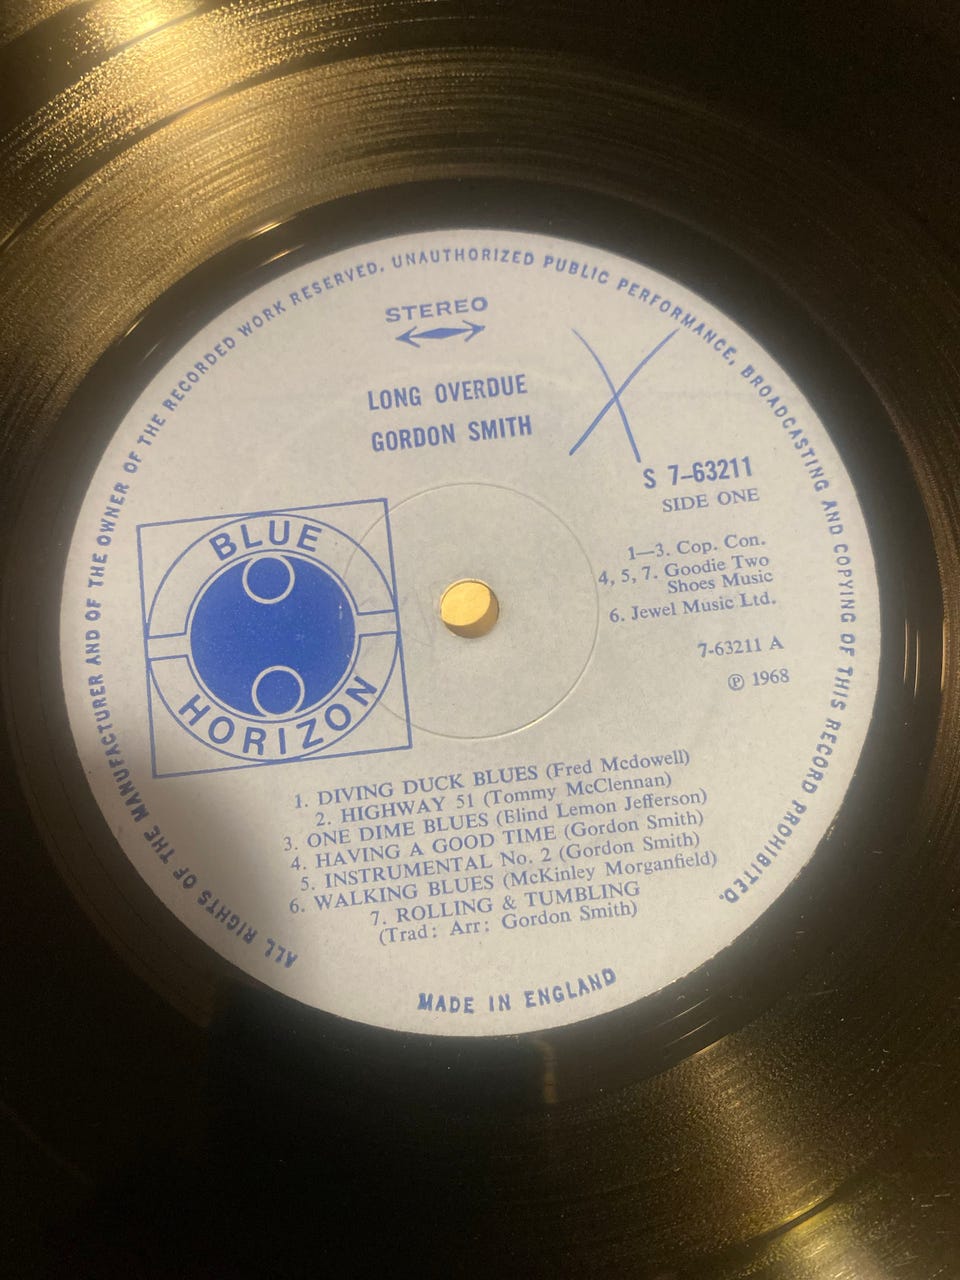 ALL RIGHTS OF THE MANUFACTURER AND OF THE OWNER OF THE RECORDED WORK RESERVED. UNAUTHORIZED PUBLIC PERFORMANCE, BROADCASTING AND COPYING OF THIS RECORD PROHIBITED.
STEREO
LONG OVERDUE
GORDON SMITH
S 7–63211
SIDE ONE
BLUE
HORIZON
1—3. Cop. Con.
4, 5, 7. Goodie Two
Shoes Music
6. Jewel Music Ltd.
7-63211 A
℗ 1968
1. DIVING DUCK BLUES (Fred Mcdowell)
2. HIGHWAY 51 (Tommy McClennan)
3. ONE DIME BLUES (Blind Lemon Jefferson)
4. HAVING A GOOD TIME (Gordon Smith)
5. INSTRUMENTAL No. 2 (Gordon Smith)
6. WALKING BLUES (McKinley Morganfield)
7. ROLLING & TUMBLING
(Trad: Arr: Gordon Smith)
MADE IN ENGLAND